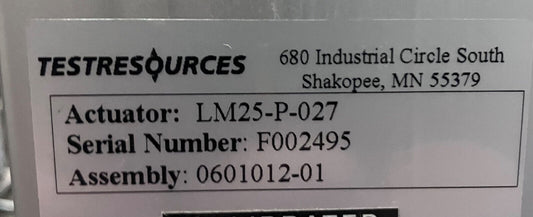 TESTRESOURCES
680 Industrial Circle South
Shakopee, MN 55379
Actuator: LM25-P-027
Serial Number: F002495
Assembly: 0601012-01